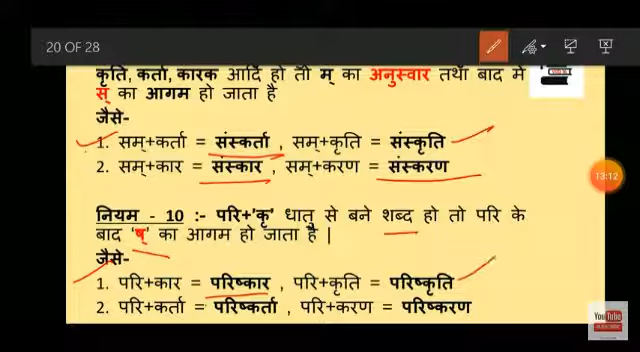 20 OF 28
कृति, कर्ता, कारक आदि हो तो म् का अनुस्वार तथा बाद में
स् का आगम हो जाता है
जैसे-
1. सम्+कर्ता = संस्कर्ता , सम्+कृति = संस्कृति
2. सम्+कार = संस्कार , सम्+करण = संस्करण
13:12
नियम - 10 :- परि+'कृ' धातु से बने शब्द हो तो परि के
बाद 'ष्' का आगम हो जाता है |
जैसे-
1. परि+कार = परिष्कार , परि+कृति = परिष्कृति
2. परि+कर्ता = परिष्कर्ता , परि+करण = परिष्करण
YouTube
SUBSCRIBE